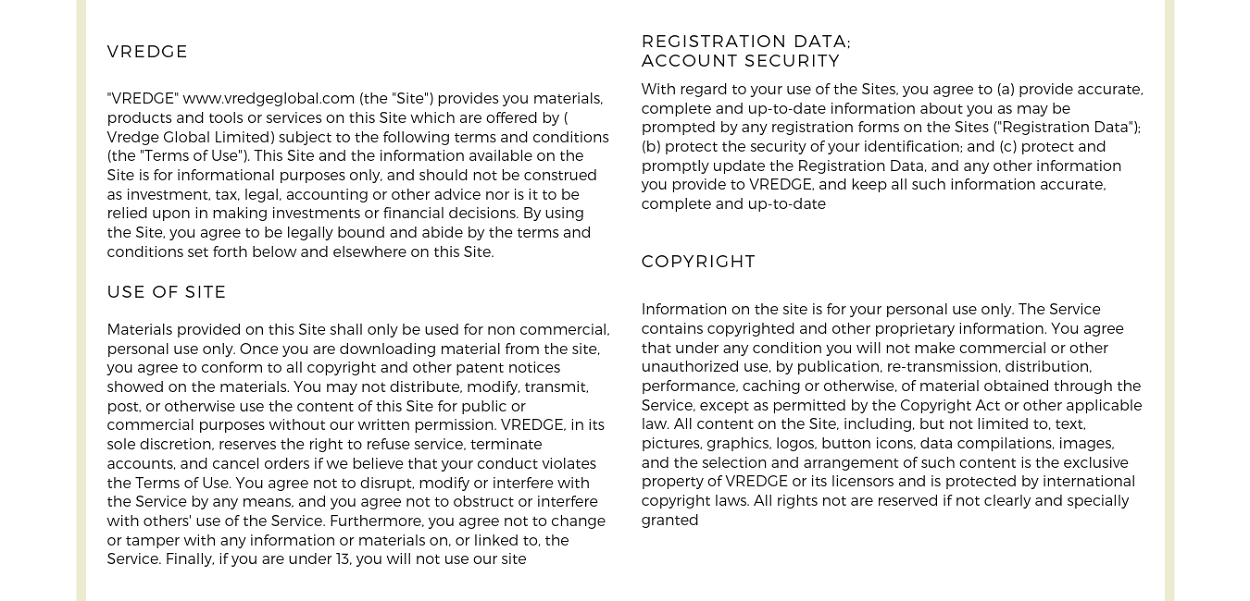 VREDGE
"VREDGE" www.vredgeglobal.com (the "Site") provides you materials,
products and tools or services on this Site which are offered by (
Vredge Global Limited) subject to the following terms and conditions
(the "Terms of Use"). This Site and the information available on the
Site is for informational purposes only, and should not be construed
as investment, tax, legal, accounting or other advice nor is it to be
relied upon in making investments or financial decisions. By using
the Site, you agree to be legally bound and abide by the terms and
conditions set forth below and elsewhere on this Site.
USE OF SITE
Materials provided on this Site shall only be used for non commercial,
personal use only. Once you are downloading material from the site,
you agree to conform to all copyright and other patent notices
showed on the materials. You may not distribute, modify, transmit,
post, or otherwise use the content of this Site for public or
commercial purposes without our written permission. VREDGE, in its
sole discretion, reserves the right to refuse service, terminate
accounts, and cancel orders if we believe that your conduct violates
the Terms of Use. You agree not to disrupt, modify or interfere with
the Service by any means, and you agree not to obstruct or interfere
with others' use of the Service. Furthermore, you agree not to change
or tamper with any information or materials on, or linked to, the
Service. Finally, if you are under 13, you will not use our site
REGISTRATION DATA;
ACCOUNT SECURITY
With regard to your use of the Sites, you agree to (a) provide accurate,
complete and up-to-date information about you as may be
prompted by any registration forms on the Sites ("Registration Data");
(b) protect the security of your identification; and (c) protect and
promptly update the Registration Data, and any other information
you provide to VREDGE, and keep all such information accurate,
complete and up-to-date
COPYRIGHT
Information on the site is for your personal use only. The Service
contains copyrighted and other proprietary information. You agree
that under any condition you will not make commercial or other
unauthorized use, by publication, re-transmission, distribution,
performance, caching or otherwise, of material obtained through the
Service, except as permitted by the Copyright Act or other applicable
law. All content on the Site, including, but not limited to, text,
pictures, graphics, logos, button icons, data compilations, images,
and the selection and arrangement of such content is the exclusive
property of VREDGE or its licensors and is protected by international
copyright laws. All rights not are reserved if not clearly and specially
granted